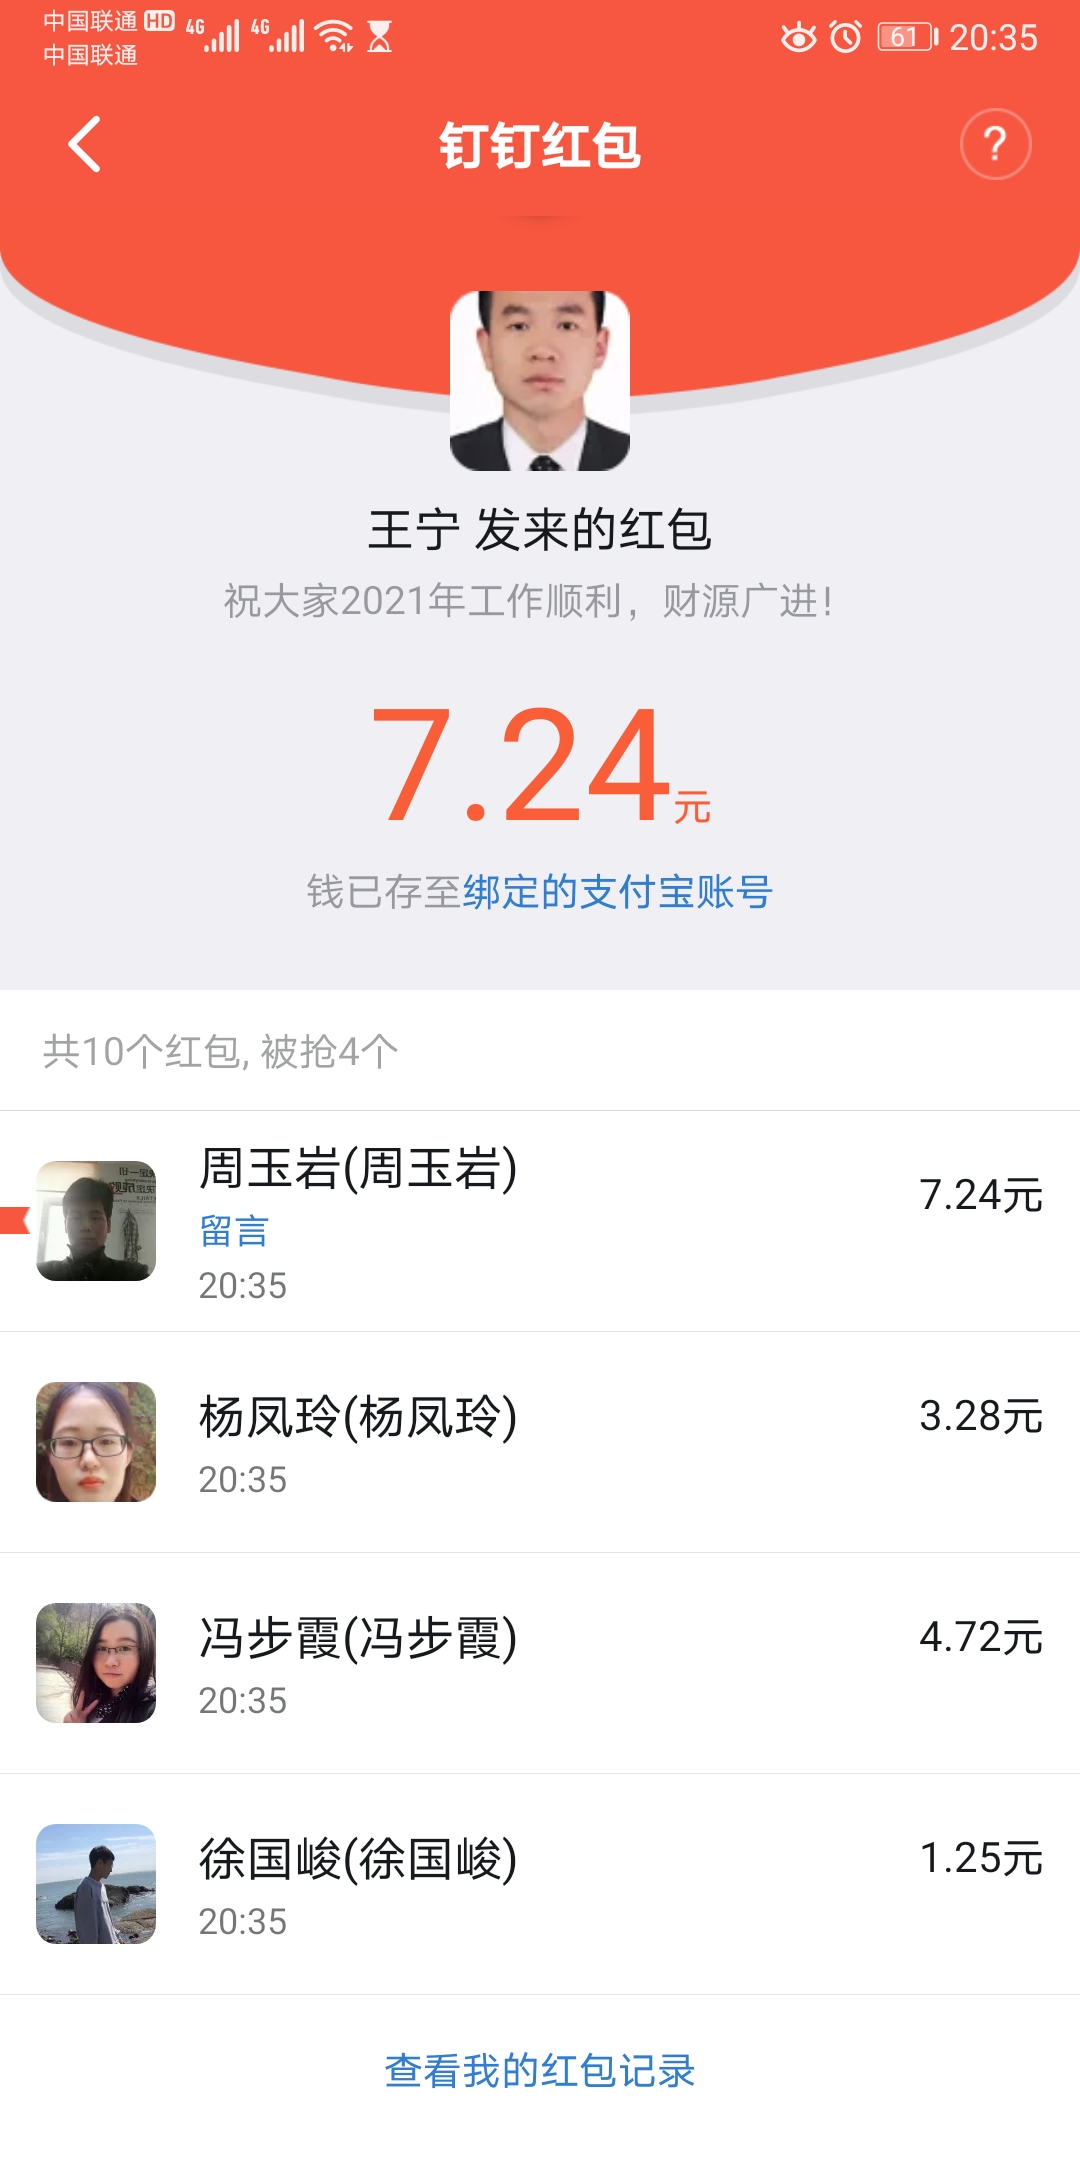 中国联通 HD 4G 4G 61 20:35
中国联通
钉钉红包
?
王宁 发来的红包
祝大家2021年工作顺利，财源广进！
7.24元
钱已存至绑定的支付宝账号
共10个红包, 被抢4个
周玉岩(周玉岩)
7.24元
留言
20:35
杨凤玲(杨凤玲)
3.28元
20:35
冯步霞(冯步霞)
4.72元
20:35
徐国峻(徐国峻)
1.25元
20:35
查看我的红包记录